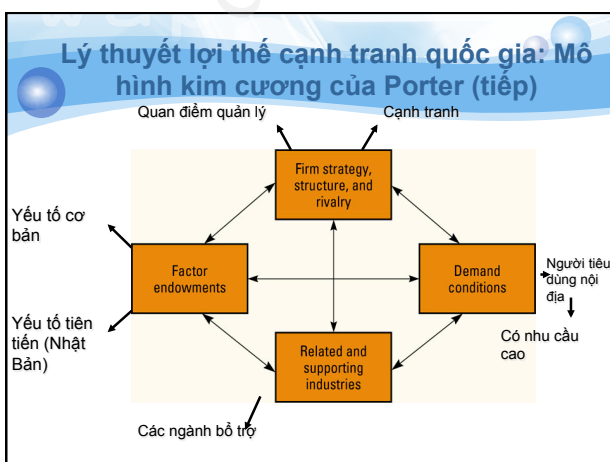 Lý thuyết lợi thế cạnh tranh quốc gia: Mô
hình kim cương của Porter (tiếp)
Quan điểm quản lý
Cạnh tranh
Firm strategy,
structure, and
rivalry
Yếu tố cơ
bản
Factor
endowments
Demand
conditions
Người tiêu
dùng nội
địa
Yếu tố tiên
tiến (Nhật
Bản)
Related and
supporting
industries
Có nhu cầu
cao
Các ngành bổ trợ